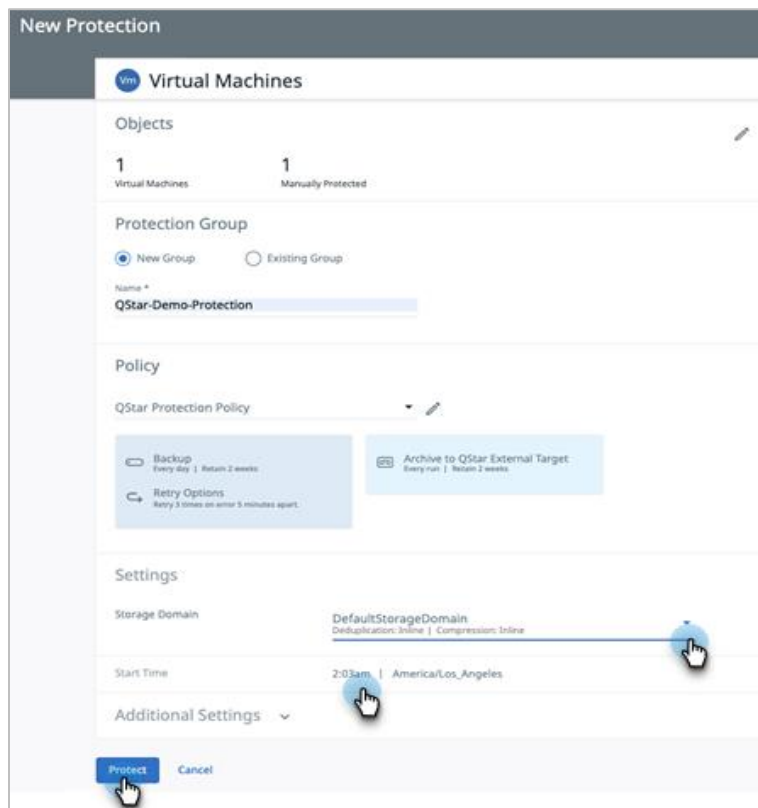 New Protection
Vm Virtual Machines
Objects
1 1
Virtual Machines Manually Protected
Protection Group
New Group Existing Group
Name *
QStar-Demo-Protection
Policy
QStar Protection Policy
Backup
Every day | Retain 2 weeks
Archive to QStar External Target
Every run | Retain 2 weeks
Retry Options
Retry 3 times on error 5 minutes apart.
Settings
Storage Domain DefaultStorageDomain
Deduplication: Inline | Compression: Inline
Start Time 2:03am | America/Los_Angeles
Additional Settings
Protect Cancel